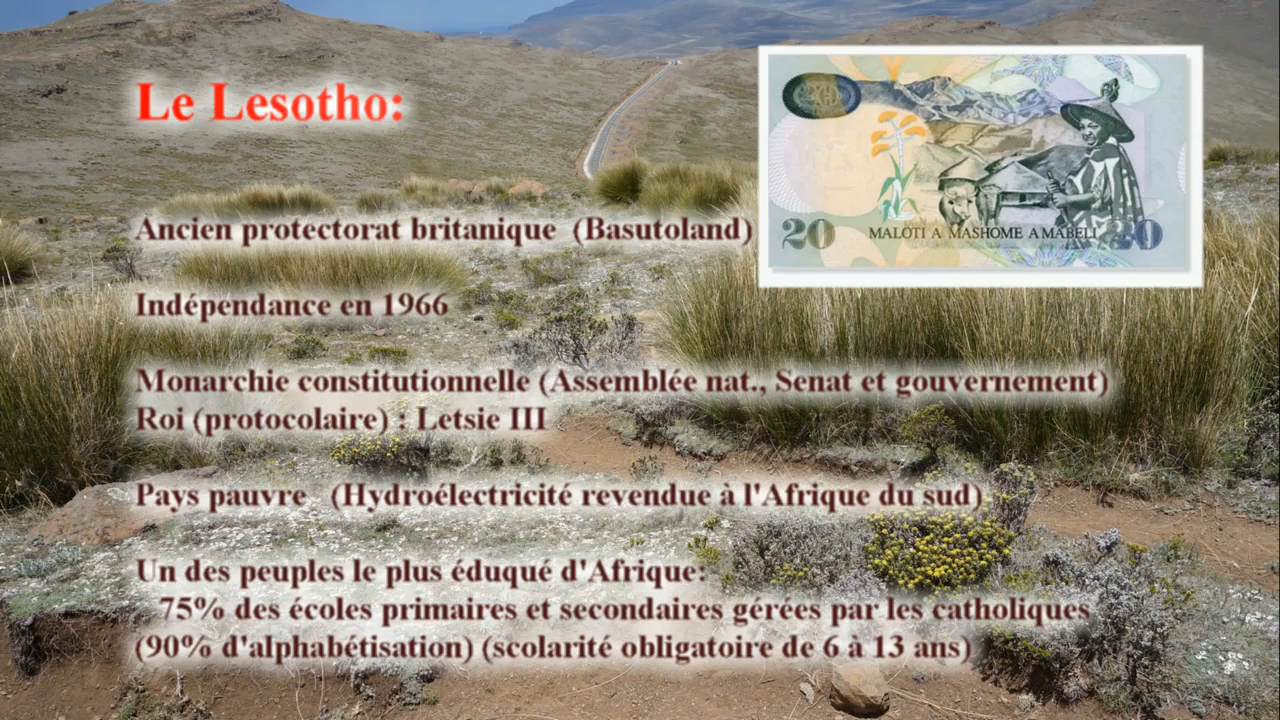 Le Lesotho:
Ancien protectorat britanique (Basutoland)
Indépendance en 1966
Monarchie constitutionnelle (Assemblée nat., Senat et gouvernement)
Roi (protocolaire) : Letsie III
Pays pauvre (Hydroélectricité revendue à l'Afrique du sud)
Un des peuples le plus éduqué d'Afrique:
75% des écoles primaires et secondaires gérées par les catholiques
(90% d'alphabétisation) (scolarité obligatoire de 6 à 13 ans)
20 MALOTI A MASHOME A MABELI 20